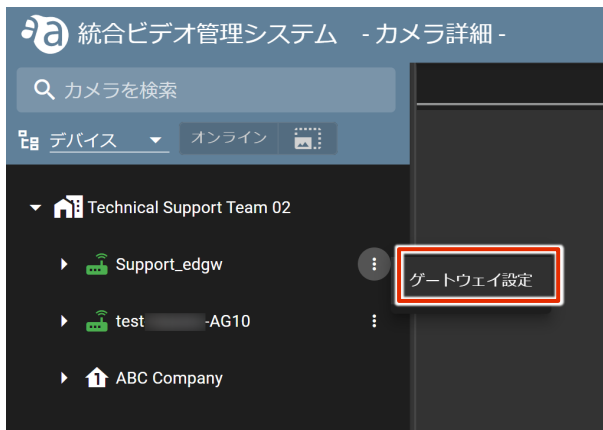 統合ビデオ管理システム - カメラ詳細 -
カメラを検索
デバイス オンライン
Technical Support Team 02
Support_edgw
ゲートウェイ設定
test -AG10
ABC Company